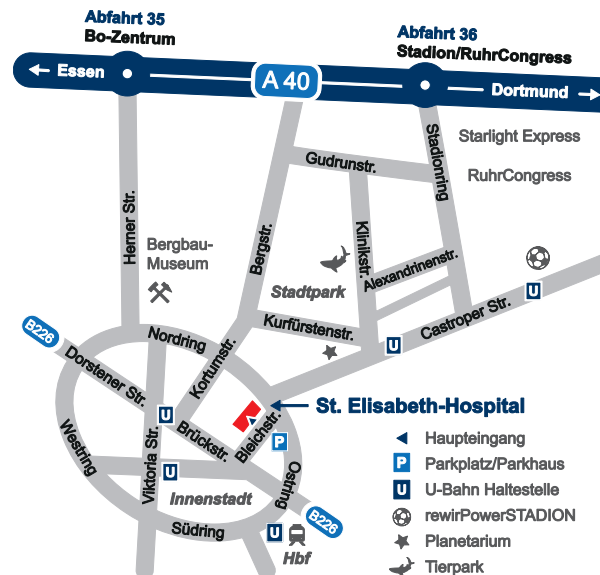 Abfahrt 35
Bo-Zentrum
Abfahrt 36
Stadion/RuhrCongress
Essen
A 40
Dortmund
Starlight Express
RuhrCongress
Gudrunstr.
Stadionring
Herner Str.
Bergstr.
Klinikstr.
Alexandrinenstr.
Bergbau-
Museum
Stadtpark
Castroper Str.
U
B226
Nordring
Kurfürstenstr.
U
Dorstener Str.
Kortumstr.
St. Elisabeth-Hospital
U
Brückstr.
Bleichstr.
P
Westring
Viktoria Str.
U
Innenstadt
Ostring
B226
Südring
U
Hbf
Haupteingang
P Parkplatz/Parkhaus
U U-Bahn Haltestelle
rewirPowerSTADION
Planetarium
Tierpark